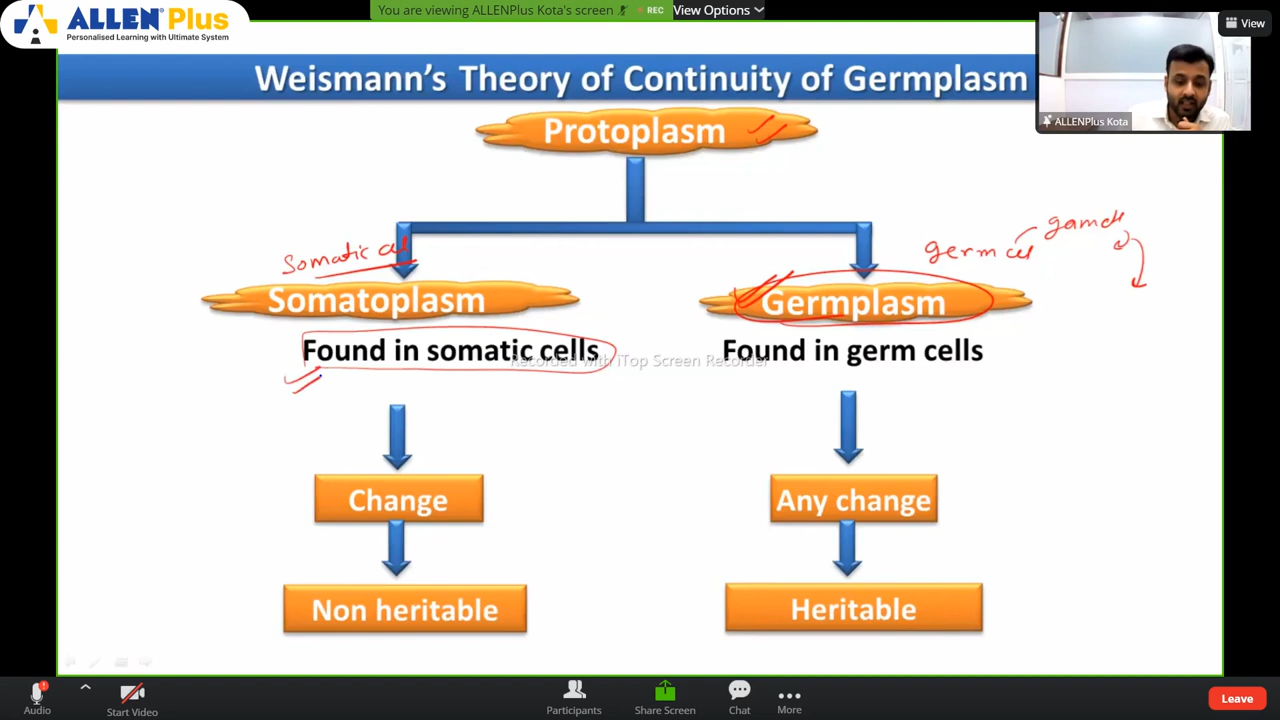 You are viewing ALLENPlus Kota's screen
REC
View Options
ALLEN Plus
Personalised Learning with Ultimate System
View
ALLENPlus Kota
Weismann's Theory of Continuity of Germplasm
Protoplasm
Somatic
germ
Somatoplasm
Germplasm
Found in somatic cells
Found in germ cells
Recorded with iTop Screen Recorder
Change
Any change
Non heritable
Heritable
Audio
Start Video
Participants
Share Screen
Chat
More
Leave